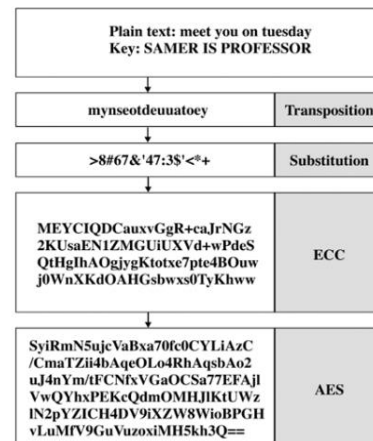 Plain text: meet you on tuesday
Key: SAMER IS PROFESSOR
mynseotdeuuatoey
Transposition
>8#67&'47:3$'<*+
Substitution
MEYCIQDCauxvGgR+caJrNGz
2KUsaEN1ZMGUiUXVd+wPdeS
QtHgIhAOgjygKtotxe7pte4BOuw
j0WnXKdOAHGsbwxs0TyKhww
ECC
SyiRmN5ujcVaBxa70fc0CYLiAzC
/CmaTZii4bAqeOLo4RhAqsbAo2
uJ4nYm/tFCNfxVGaOCSa77EFAjl
VwQYhxPEKcQdmOMHJlKtUWz
lN2pYZICH4DV9iXZW8WioBPGH
vLuMfV9GuVuzoxiMH5kh3Q==
AES